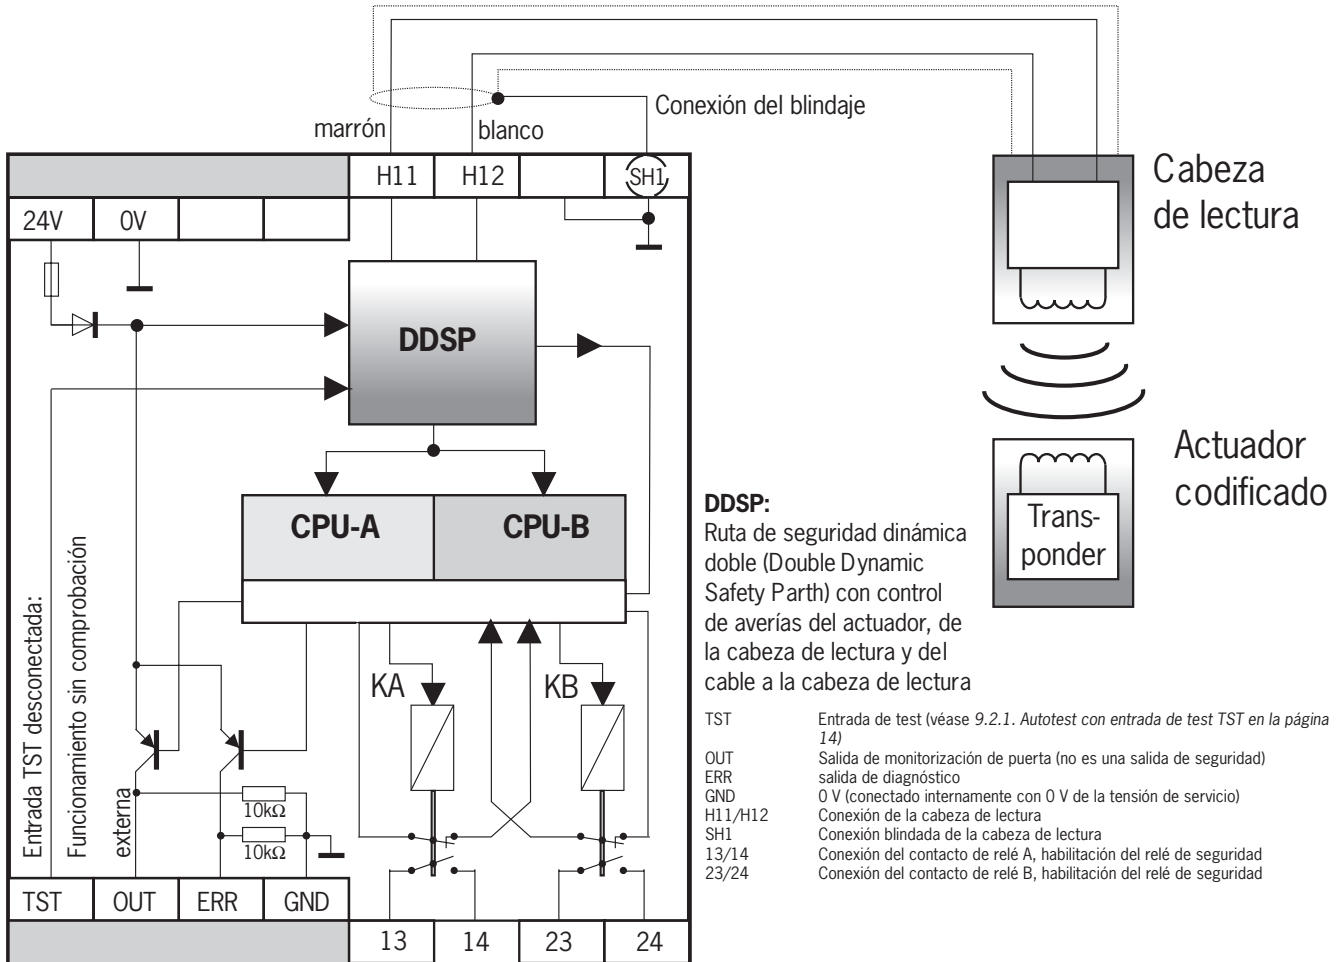 Conexión del blindaje
marrón
blanco
H11
H12
SH1
24V
0V
Cabeza
de lectura
DDSP
Actuador
codificado
Trans-
ponder
CPU-A
CPU-B
DDSP:
Ruta de seguridad dinámica
doble (Double Dynamic
Safety Parth) con control
de averías del actuador, de
la cabeza de lectura y del
cable a la cabeza de lectura
Entrada TST desconectada:
Funcionamiento sin comprobación
externa
KA
KB
10kΩ
10kΩ
TST Entrada de test (véase 9.2.1. Autotest con entrada de test TST en la página
14)
OUT Salida de monitorización de puerta (no es una salida de seguridad)
ERR salida de diagnóstico
GND 0 V (conectado internamente con 0 V de la tensión de servicio)
H11/H12 Conexión de la cabeza de lectura
SH1 Conexión blindada de la cabeza de lectura
13/14 Conexión del contacto de relé A, habilitación del relé de seguridad
23/24 Conexión del contacto de relé B, habilitación del relé de seguridad
TST
OUT
ERR
GND
13
14
23
24